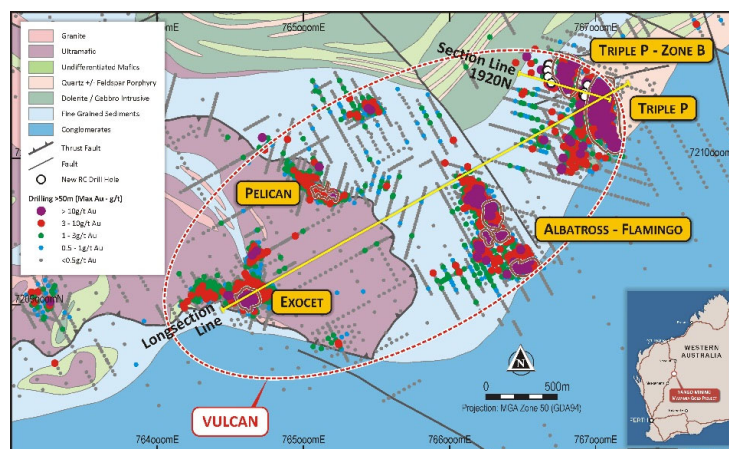 765000mE
767000mE
Granite
Ultramafic
Undifferentiated Mafics
Quartz +/- Feldspar Porphyry
Dolerite / Gabbro Intrusive
Fine Grained Sediments
Conglomerates
Thrust Fault
Fault
New RC Drill Hole
Drilling >50m (Max Au - g/t)
> 10g/t Au
3 - 10g/t Au
1 - 3g/t Au
0.5 - 1g/t Au
<0.5g/t Au
Section Line
1920N
TRIPLE P - ZONE B
TRIPLE P
7210000mN
PELICAN
ALBATROSS - FLAMINGO
7209000mN
EXOCET
Longsection
Line
N
0
500m
Projection: MGA Zone 50 (GDA94)
VULCAN
WESTERN
AUSTRALIA
PERTH
764000mE
765000mE
766000mE
767000mE